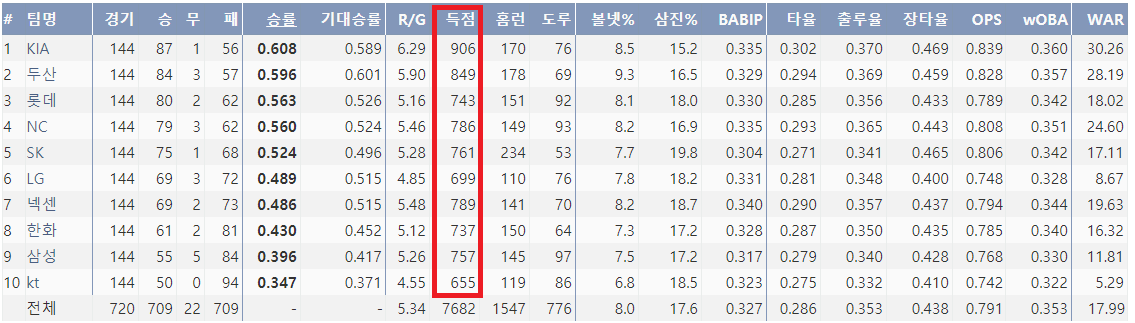 # 팀명 경기 승 무 패 승률 기대승률 R/G 득점 홈런 도루 볼넷% 삼진% BABIP 타율 출루율 장타율 OPS wOBA WAR
1 KIA 144 87 1 56 0.608 0.589 6.29 906 170 76 8.5 15.2 0.335 0.302 0.370 0.469 0.839 0.360 30.26
2 두산 144 84 3 57 0.596 0.601 5.90 849 178 69 9.3 16.5 0.329 0.294 0.369 0.459 0.828 0.357 28.19
3 롯데 144 80 2 62 0.563 0.526 5.16 743 151 92 8.1 18.0 0.330 0.285 0.356 0.433 0.789 0.342 18.02
4 NC 144 79 3 62 0.560 0.524 5.46 786 149 93 8.2 16.9 0.335 0.293 0.365 0.443 0.808 0.351 24.60
5 SK 144 75 1 68 0.524 0.496 5.28 761 234 53 7.7 19.8 0.304 0.271 0.341 0.465 0.806 0.342 17.11
6 LG 144 69 3 72 0.489 0.515 4.85 699 110 76 7.8 18.2 0.331 0.281 0.348 0.400 0.748 0.328 8.67
7 넥센 144 69 2 73 0.486 0.515 5.48 789 141 70 8.2 18.7 0.340 0.290 0.357 0.437 0.794 0.344 19.63
8 한화 144 61 2 81 0.430 0.452 5.12 737 150 64 7.3 17.2 0.328 0.287 0.350 0.435 0.785 0.340 16.32
9 삼성 144 55 5 84 0.396 0.417 5.26 757 145 97 7.5 17.2 0.317 0.279 0.340 0.428 0.768 0.330 11.81
10 kt 144 50 0 94 0.347 0.371 4.55 655 119 86 6.8 18.5 0.323 0.275 0.332 0.410 0.742 0.322 5.29
전체 720 709 22 709 - - 5.34 7682 1547 776 8.0 17.6 0.327 0.286 0.353 0.438 0.791 0.353 17.99